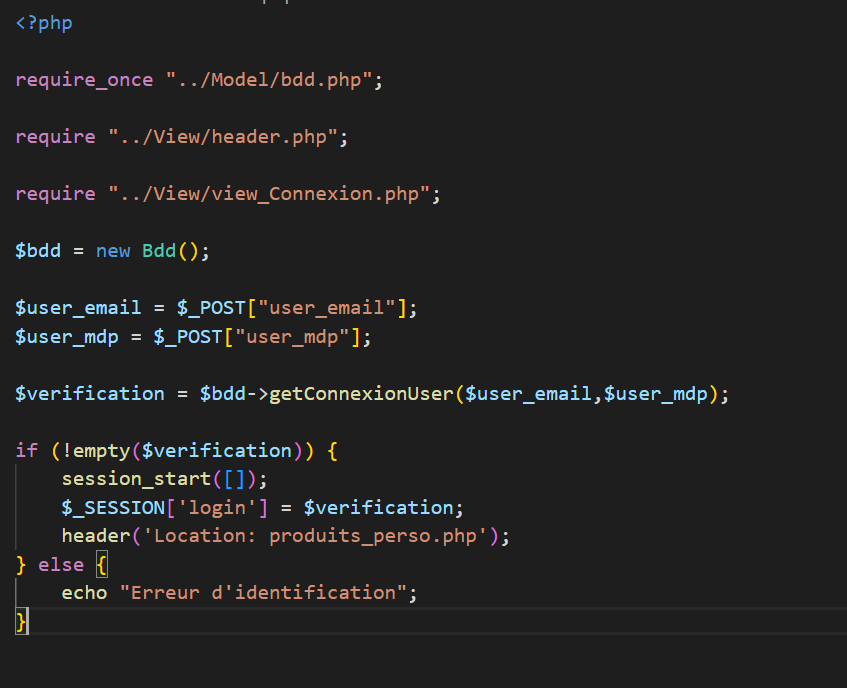 <?php
require_once "../Model/bdd.php";
require "../View/header.php";
require "../View/view_Connexion.php";
$bdd = new Bdd();
$user_email = $_POST["user_email"];
$user_mdp = $_POST["user_mdp"];
$verification = $bdd->getConnexionUser($user_email,$user_mdp);
if (!empty($verification)) {
    session_start([]);
    $_SESSION['login'] = $verification;
    header('Location: produits_perso.php');
} else {
    echo "Erreur d'identification";
}